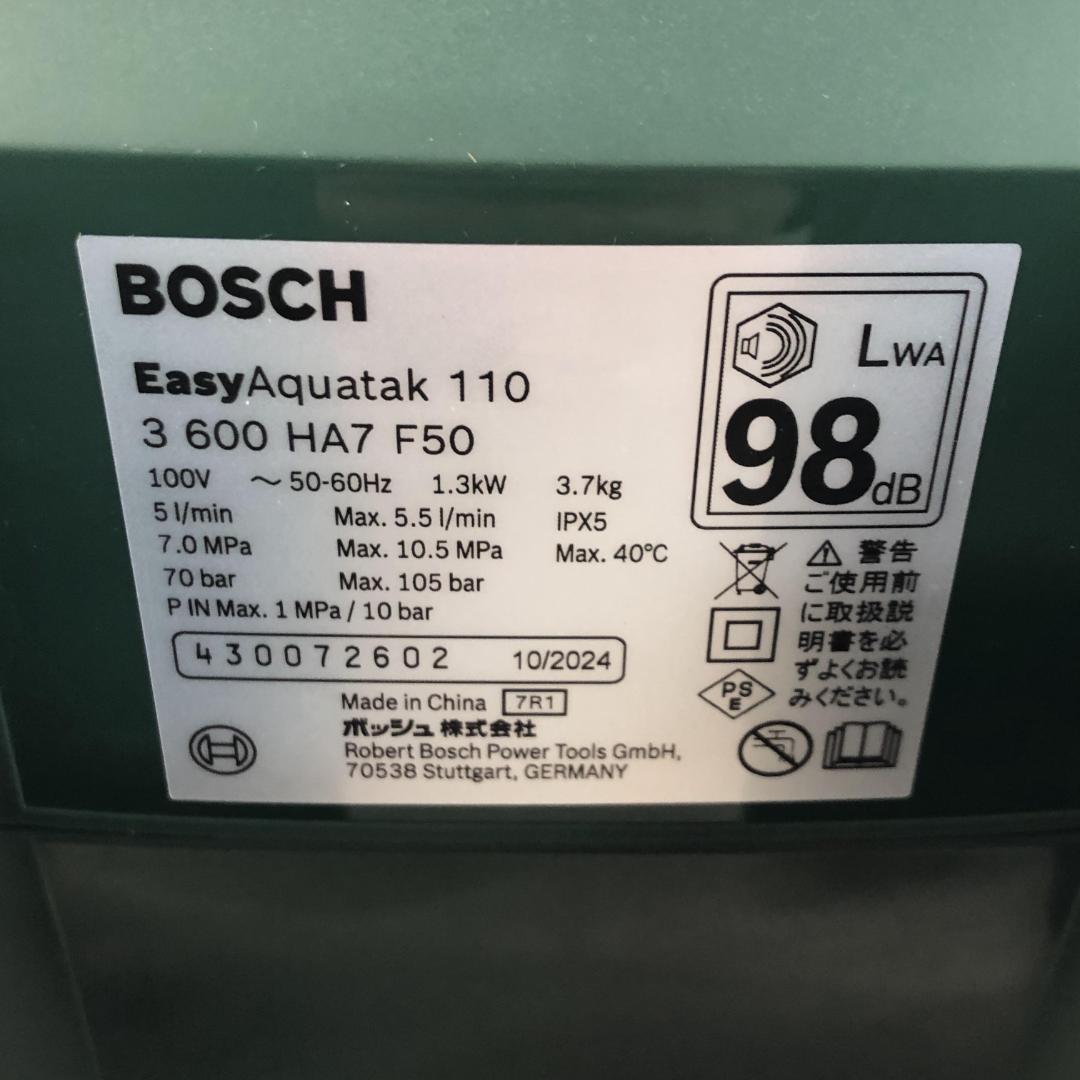 BOSCH
EasyAquatak 110
3 600 HA7 F50
100V ～ 50-60Hz 1.3kW 3.7kg
5 l/min Max. 5.5 l/min IPX5
7.0 MPa Max. 10.5 MPa Max. 40°C
70 bar Max. 105 bar
P IN Max. 1 MPa / 10 bar
430072602 10/2024
Made in China 7R1
ボッシュ株式会社
Robert Bosch Power Tools GmbH,
70538 Stuttgart, GERMANY
LWA
98dB
警告
ご使用前
に取扱説
明書を必
ずよくお読
みください。
PS
E